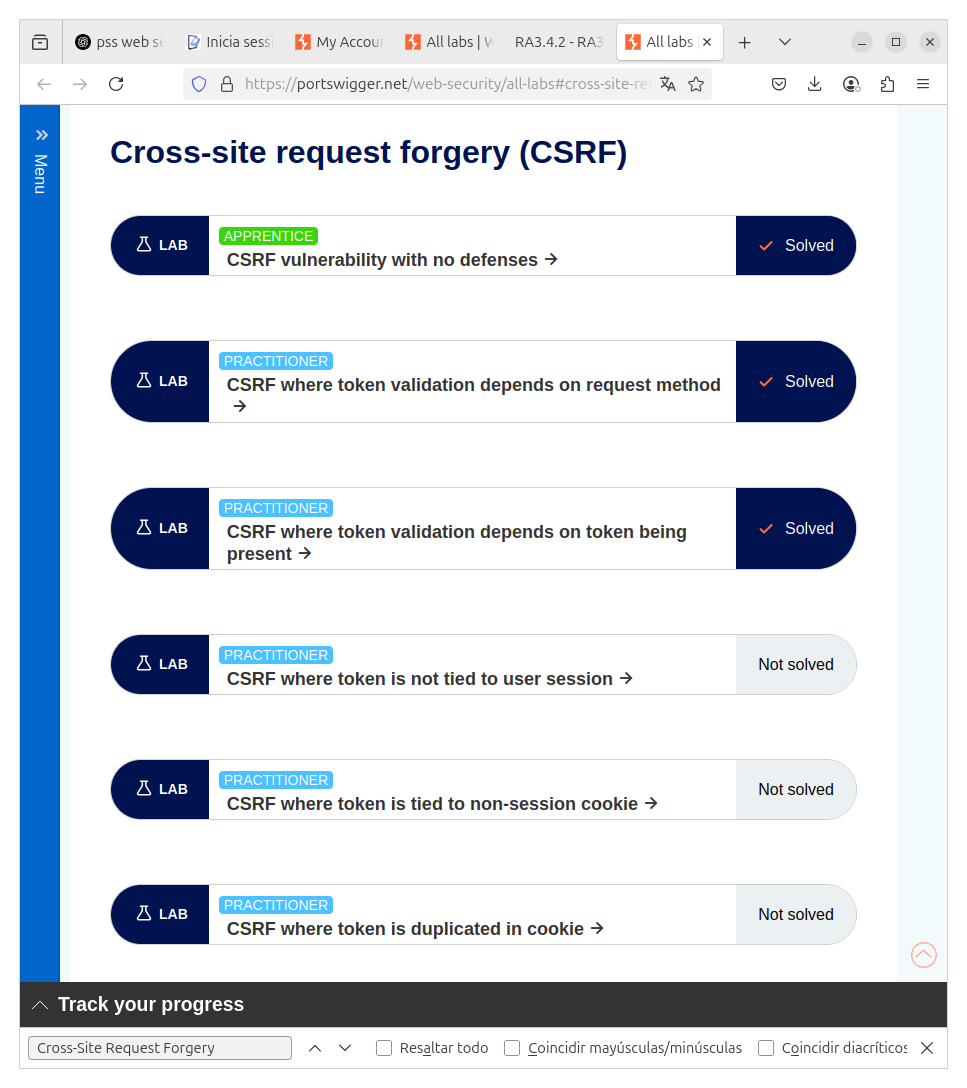 pss web se
Inicia sessi
My Accoun
All labs | W
RA3.4.2 - RA3
All labs
https://portswigger.net/web-security/all-labs#cross-site-rec
Menu
Cross-site request forgery (CSRF)
LAB
APPRENTICE
CSRF vulnerability with no defenses
Solved
LAB
PRACTITIONER
CSRF where token validation depends on request method
Solved
LAB
PRACTITIONER
CSRF where token validation depends on token being
present
Solved
LAB
PRACTITIONER
CSRF where token is not tied to user session
Not solved
LAB
PRACTITIONER
CSRF where token is tied to non-session cookie
Not solved
LAB
PRACTITIONER
CSRF where token is duplicated in cookie
Not solved
Track your progress
Cross-Site Request Forgery
Resaltar todo
Coincidir mayúsculas/minúsculas
Coincidir diacríticos